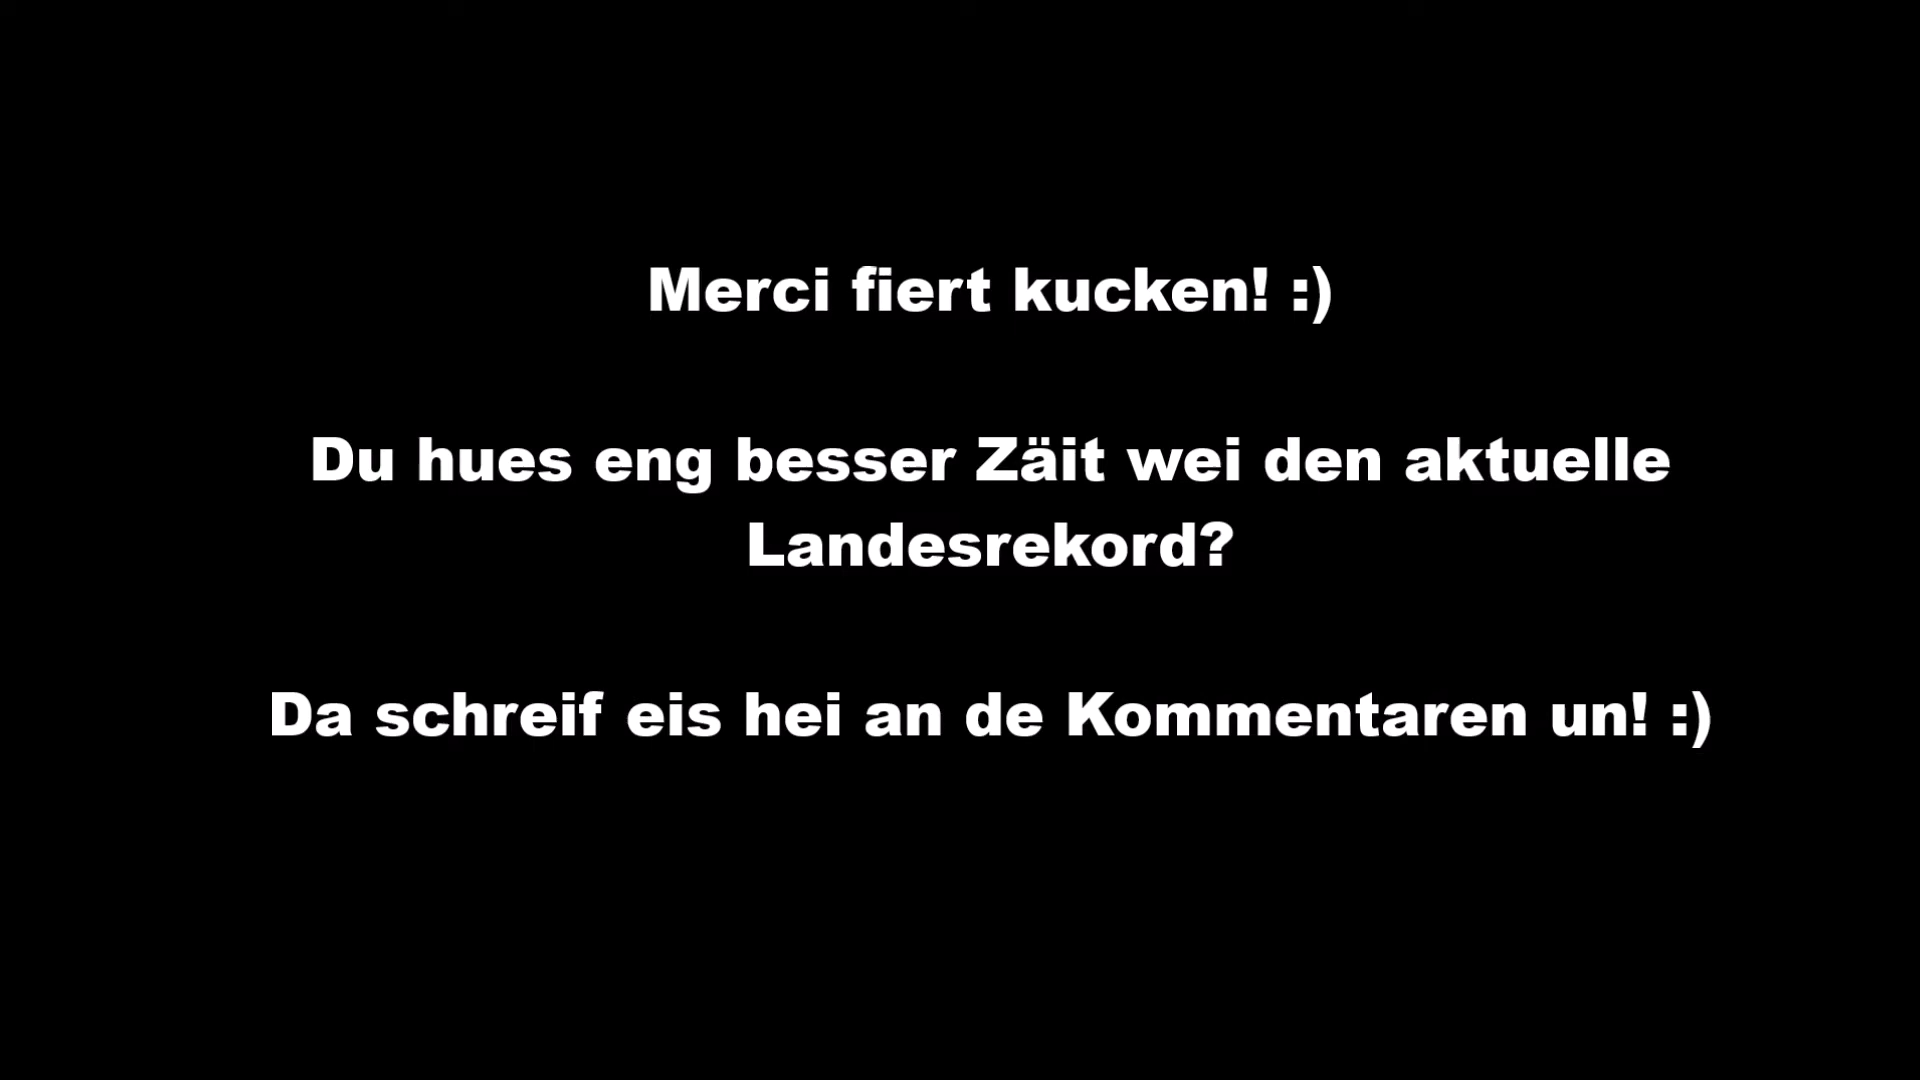 Merci fiert kucken! :)
Du hues eng besser Zäit wei den aktuelle
Landesrekord?
Da schreif eis hei an de Kommentaren un! :)